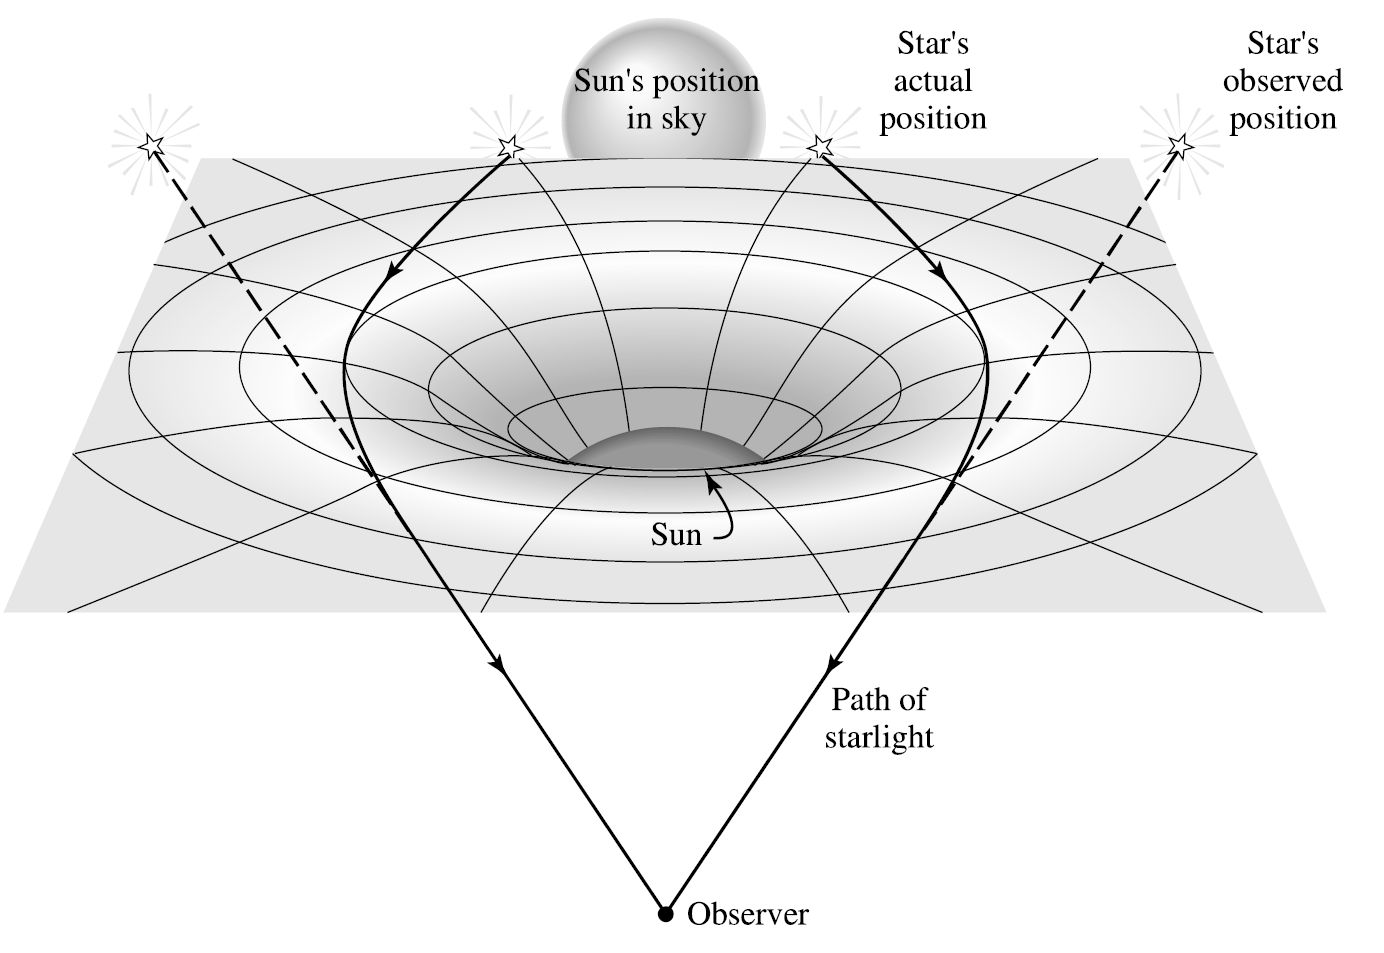 Sun's position
in sky
Star's
actual
position
Star's
observed
position
Sun
Path of
starlight
Observer